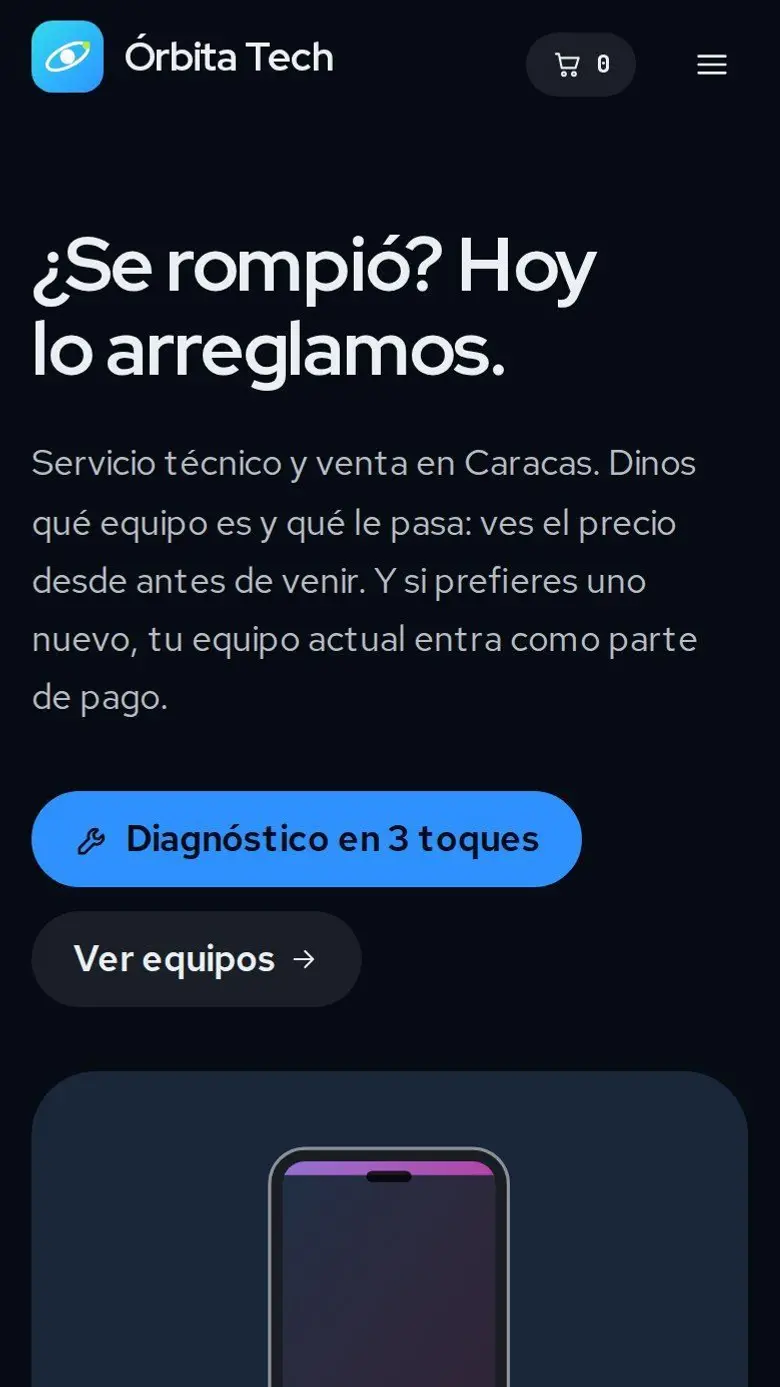 Órbita Tech
0
¿Se rompió? Hoy
lo arreglamos.
Servicio técnico y venta en Caracas. Dinos
qué equipo es y qué le pasa: ves el precio
desde antes de venir. Y si prefieres uno
nuevo, tu equipo actual entra como parte
de pago.
Diagnóstico en 3 toques
Ver equipos →